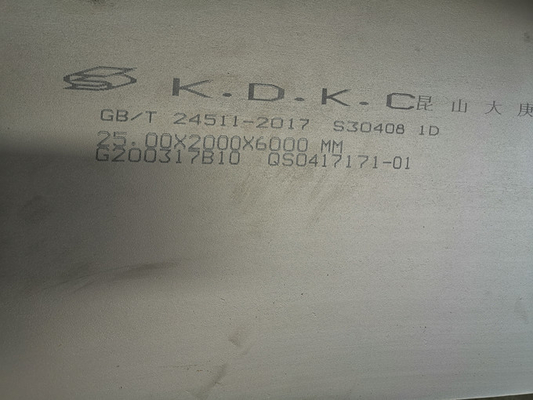 K.D.K.C昆山大庚
GB/T 24511-2017 S30408 1D
25.00X2000X6000 MM
G200317B10 QS0417171-01